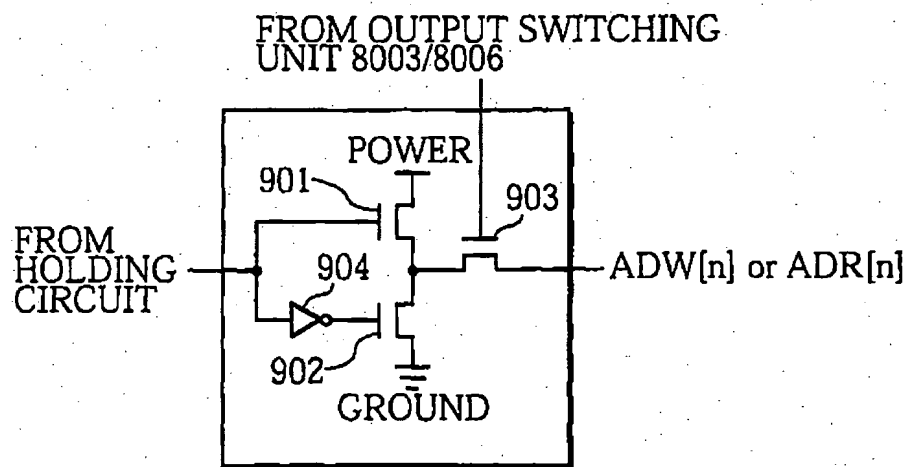 FROM OUTPUT SWITCHING
UNIT 8003/8006
POWER
901
903
FROM
HOLDING
CIRCUIT
904
ADW[n] or ADR[n]
902
GROUND